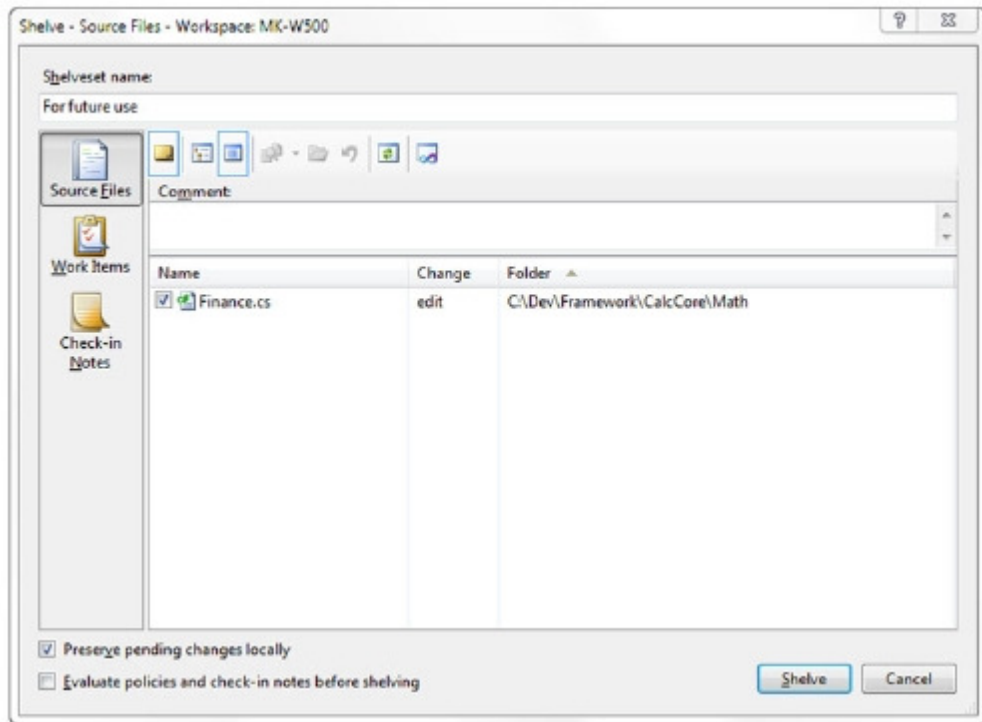 Shelve - Source Files - Workspace: MK-W500
Shelveset name:
For future use
Source Files
Work Items
Check-in
Notes
Comment:
Name Change Folder
Finance.cs edit C:\Dev\Framework\CalcCore\Math
Preserve pending changes locally
Evaluate policies and check-in notes before shelving
Shelve Cancel